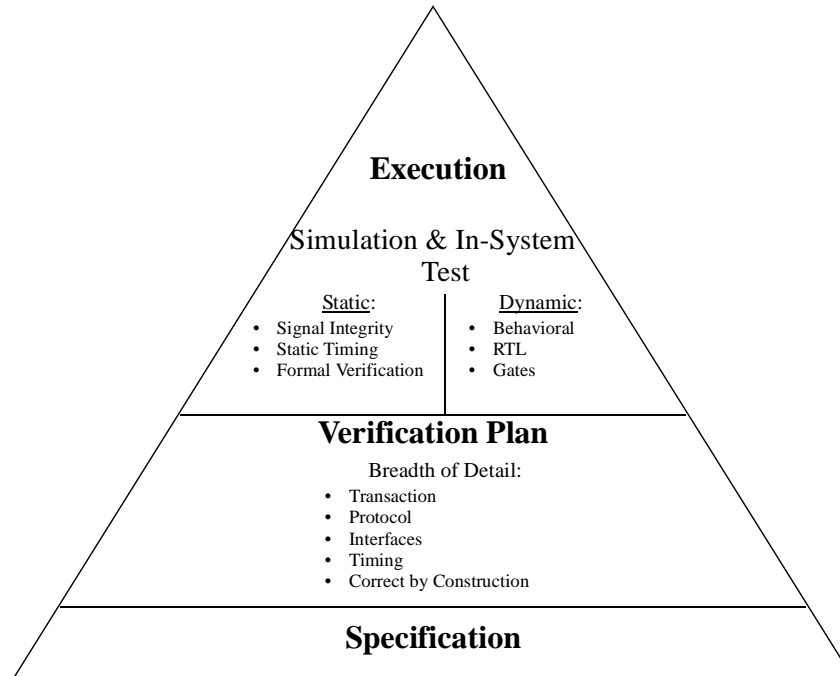 Execution
Simulation & In-System
Test
Static:
• Signal Integrity
• Static Timing
• Formal Verification
Dynamic:
• Behavioral
• RTL
• Gates
Verification Plan
Breadth of Detail:
• Transaction
• Protocol
• Interfaces
• Timing
• Correct by Construction
Specification